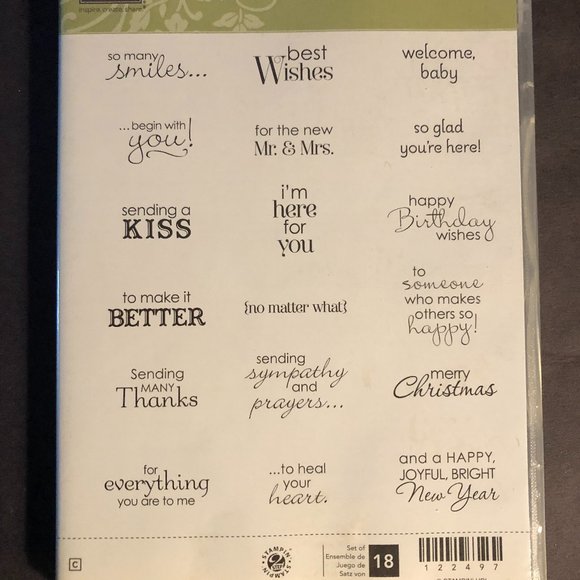 inspire. create. share.®
so many
smiles...
best
Wishes
welcome,
baby
...begin with
you!
for the new
Mr. & Mrs.
so glad
you're here!
sending a
KISS
i'm
here
for
you
happy
Birthday
wishes
to make it
BETTER
{no matter what}
to
someone
who makes
others so
happy!
Sending
MANY
Thanks
sending
sympathy
and
prayers...
merry
Christmas
for
everything
you are to me
...to heal
your
heart.
and a HAPPY,
JOYFUL, BRIGHT
New Year
C
STAMPIN' UP! STAMPIN'
Set of
Ensemble de
Juego de
Satz von
18
122497